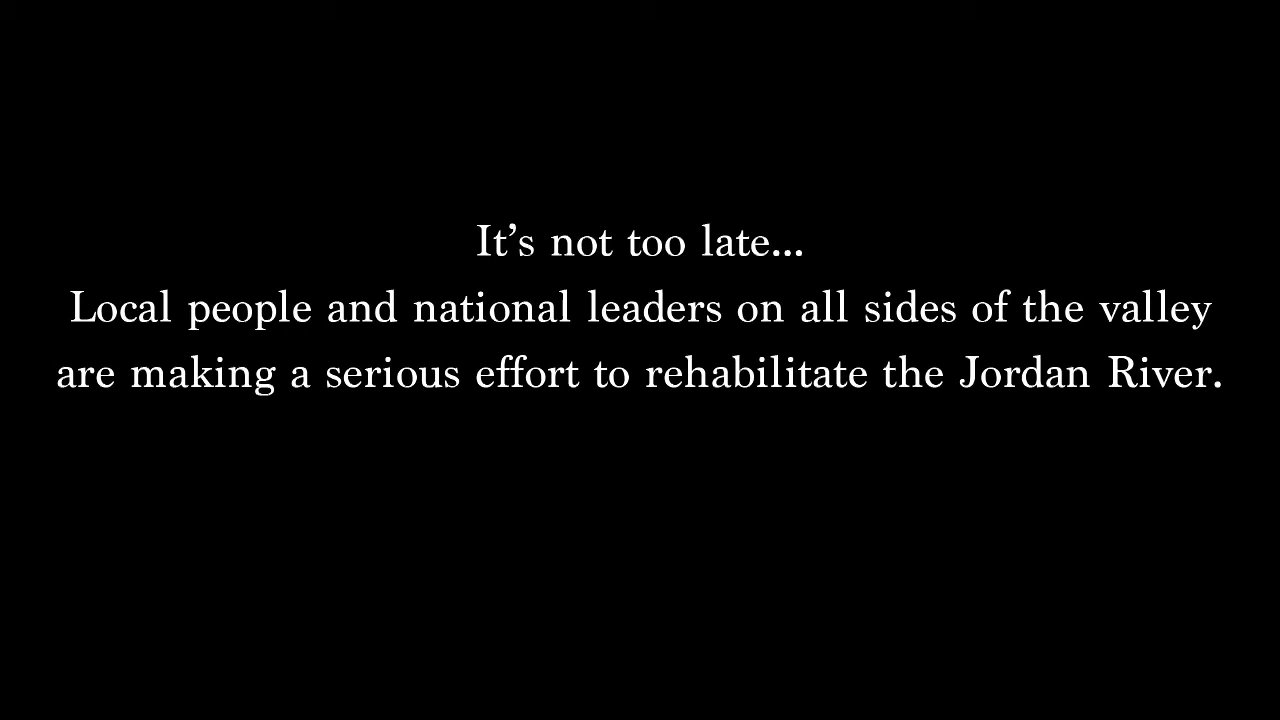 It’s not too late...
Local people and national leaders on all sides of the valley
are making a serious effort to rehabilitate the Jordan River.